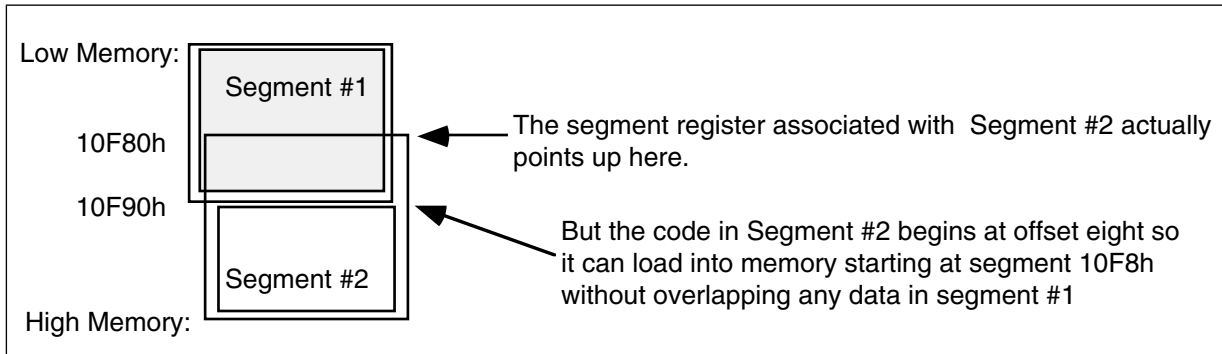 Low Memory:
Segment #1
10F80h
The segment register associated with Segment #2 actually
points up here.
10F90h
But the code in Segment #2 begins at offset eight so
it can load into memory starting at segment 10F8h
without overlapping any data in segment #1
Segment #2
High Memory: